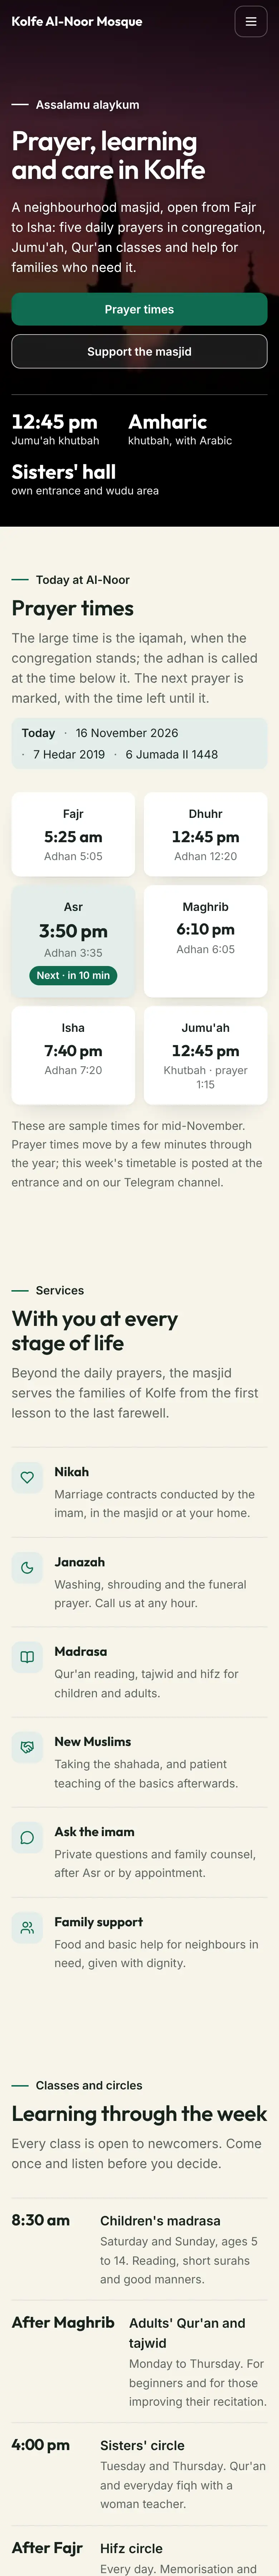 Kolfe Al-Noor Mosque
Assalamu alaykum
Prayer, learning
and care in Kolfe
A neighbourhood masjid, open from Fajr
to Isha: five daily prayers in congregation,
Jumu'ah, Qur'an classes and help for
families who need it.
Prayer times
Support the masjid
12:45 pm
Jumu'ah khutbah
Amharic
khutbah, with Arabic
Sisters' hall
own entrance and wudu area
Today at Al-Noor
Prayer times
The large time is the iqamah, when the
congregation stands; the adhan is called
at the time below it. The next prayer is
marked, with the time left until it.
Today · 16 November 2026
· 7 Hedar 2019 · 6 Jumada II 1448
Fajr
5:25 am
Adhan 5:05
Dhuhr
12:45 pm
Adhan 12:20
Asr
3:50 pm
Adhan 3:35
Next · in 10 min
Maghrib
6:10 pm
Adhan 6:05
Isha
7:40 pm
Adhan 7:20
Jumu'ah
12:45 pm
Khutbah · prayer
1:15
These are sample times for mid-November.
Prayer times move by a few minutes through
the year; this week's timetable is posted at the
entrance and on our Telegram channel.
Services
With you at every
stage of life
Beyond the daily prayers, the masjid
serves the families of Kolfe from the first
lesson to the last farewell.
Nikah
Marriage contracts conducted by the
imam, in the masjid or at your home.
Janazah
Washing, shrouding and the funeral
prayer. Call us at any hour.
Madrasa
Qur'an reading, tajwid and hifz for
children and adults.
New Muslims
Taking the shahada, and patient
teaching of the basics afterwards.
Ask the imam
Private questions and family counsel,
after Asr or by appointment.
Family support
Food and basic help for neighbours in
need, given with dignity.
Classes and circles
Learning through the week
Every class is open to newcomers. Come
once and listen before you decide.
8:30 am
Children's madrasa
Saturday and Sunday, ages 5
to 14. Reading, short surahs
and good manners.
After Maghrib
Adults' Qur'an and
tajwid
Monday to Thursday. For
beginners and for those
improving their recitation.
4:00 pm
Sisters' circle
Tuesday and Thursday. Qur'an
and everyday fiqh with a
woman teacher.
After Fajr
Hifz circle
Every day. Memorisation and